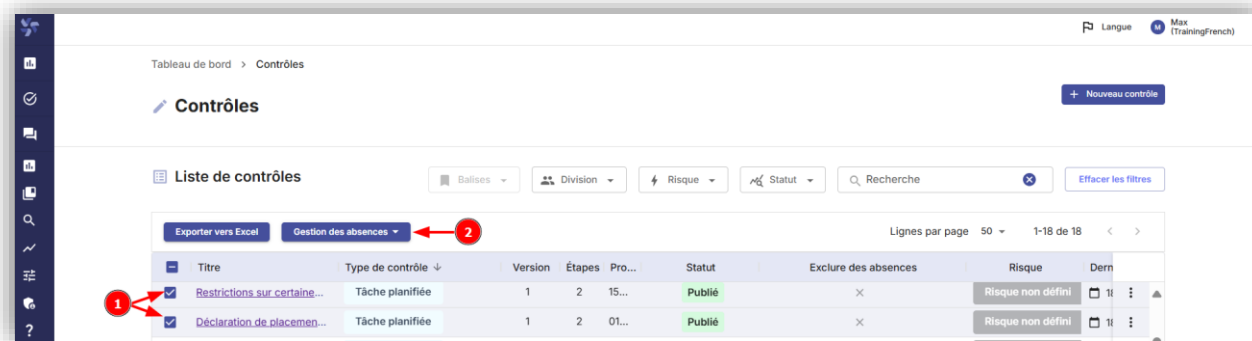 Langue
M
Max
(TrainingFrench)
Tableau de bord > Contrôles
Contrôles
+ Nouveau contrôle
Liste de contrôles
Balises
Division
Risque
Statut
Recherche
Effacer les filtres
Exporter vers Excel
Gestion des absences
2
Lignes par page 50
1-18 de 18
Titre Type de contrôle ↓ Version Étapes Pro... Statut Exclure des absences Risque Dern
1
Restrictions sur certaine... Tâche planifiée 1 2 15... Publié × Risque non défini 18
Déclaration de placemen... Tâche planifiée 1 2 01... Publié × Risque non défini 18
?